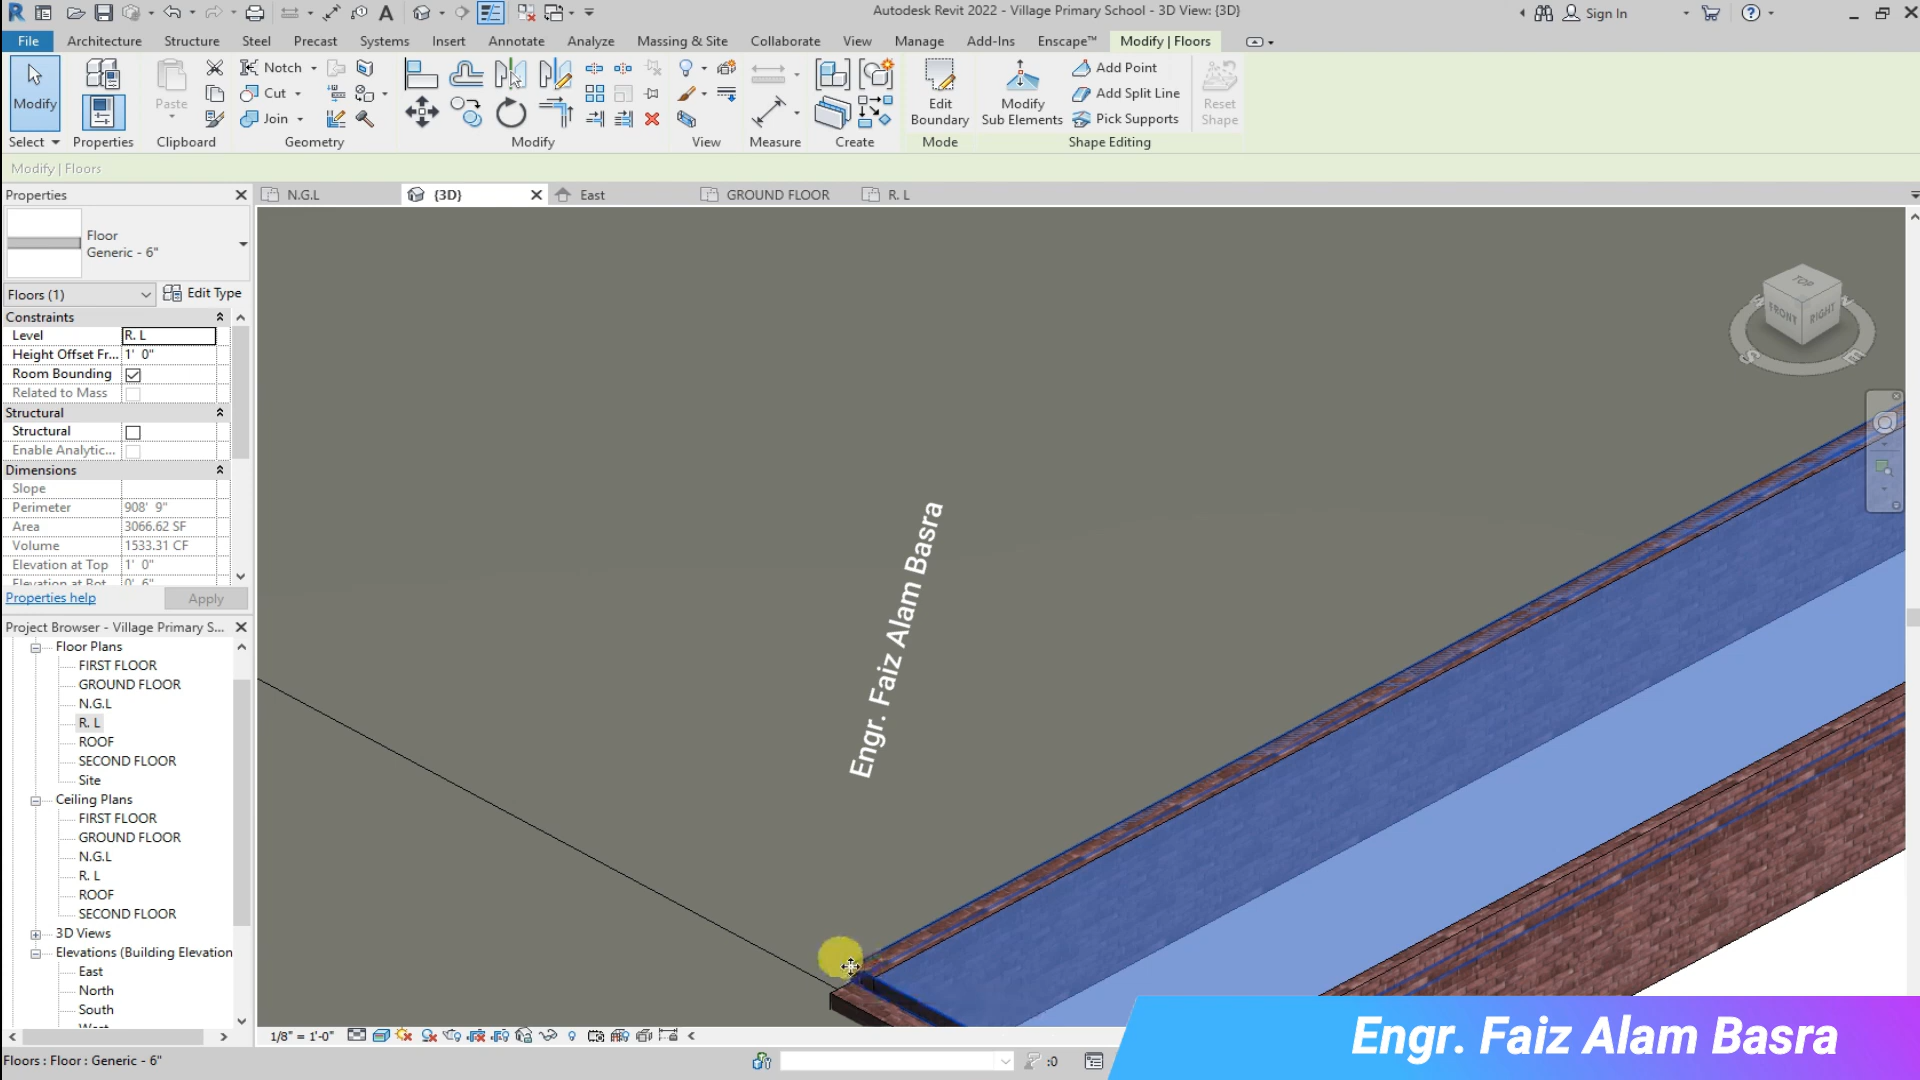 Autodesk Revit 2022 - Village Primary School - 3D View: {3D}
Sign In
File Architecture Structure Steel Precast Systems Insert Annotate Analyze Massing & Site Collaborate View Manage Add-Ins Enscape™ Modify | Floors
Modify
Paste
Notch
Cut
Join
Edit Boundary
Modify Sub Elements
Add Point
Add Split Line
Pick Supports
Reset Shape
Select Properties Clipboard Geometry Modify View Measure Create Mode Shape Editing
Modify | Floors
Properties
N.G.L {3D} East GROUND FLOOR R. L
Floor
Generic - 6"
Floors (1) Edit Type
Constraints
Level R. L
Height Offset Fr... 1' 0"
Room Bounding
Related to Mass
Structural
Structural
Enable Analytic...
Dimensions
Slope
Perimeter 908' 9"
Area 3066.62 SF
Volume 1533.31 CF
Elevation at Top 1' 0"
Properties help Apply
Project Browser - Village Primary S...
Floor Plans
FIRST FLOOR
GROUND FLOOR
N.G.L
R. L
ROOF
SECOND FLOOR
Site
Ceiling Plans
FIRST FLOOR
GROUND FLOOR
N.G.L
R. L
ROOF
SECOND FLOOR
3D Views
Elevations (Building Elevation
East
North
South
TOP
FRONT
RIGHT
S
E
Engr. Faiz Alam Basra
1/8" = 1'-0"
Floors : Floor : Generic - 6"
:0
Engr. Faiz Alam Basra